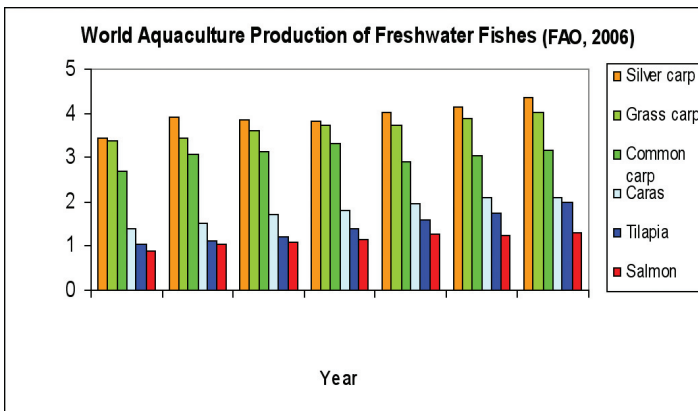 World Aquaculture Production of Freshwater Fishes (FAO, 2006)
5
4
3
2
1
0
Year
Silver carp
Grass carp
Common
carp
Caras
Tilapia
Salmon